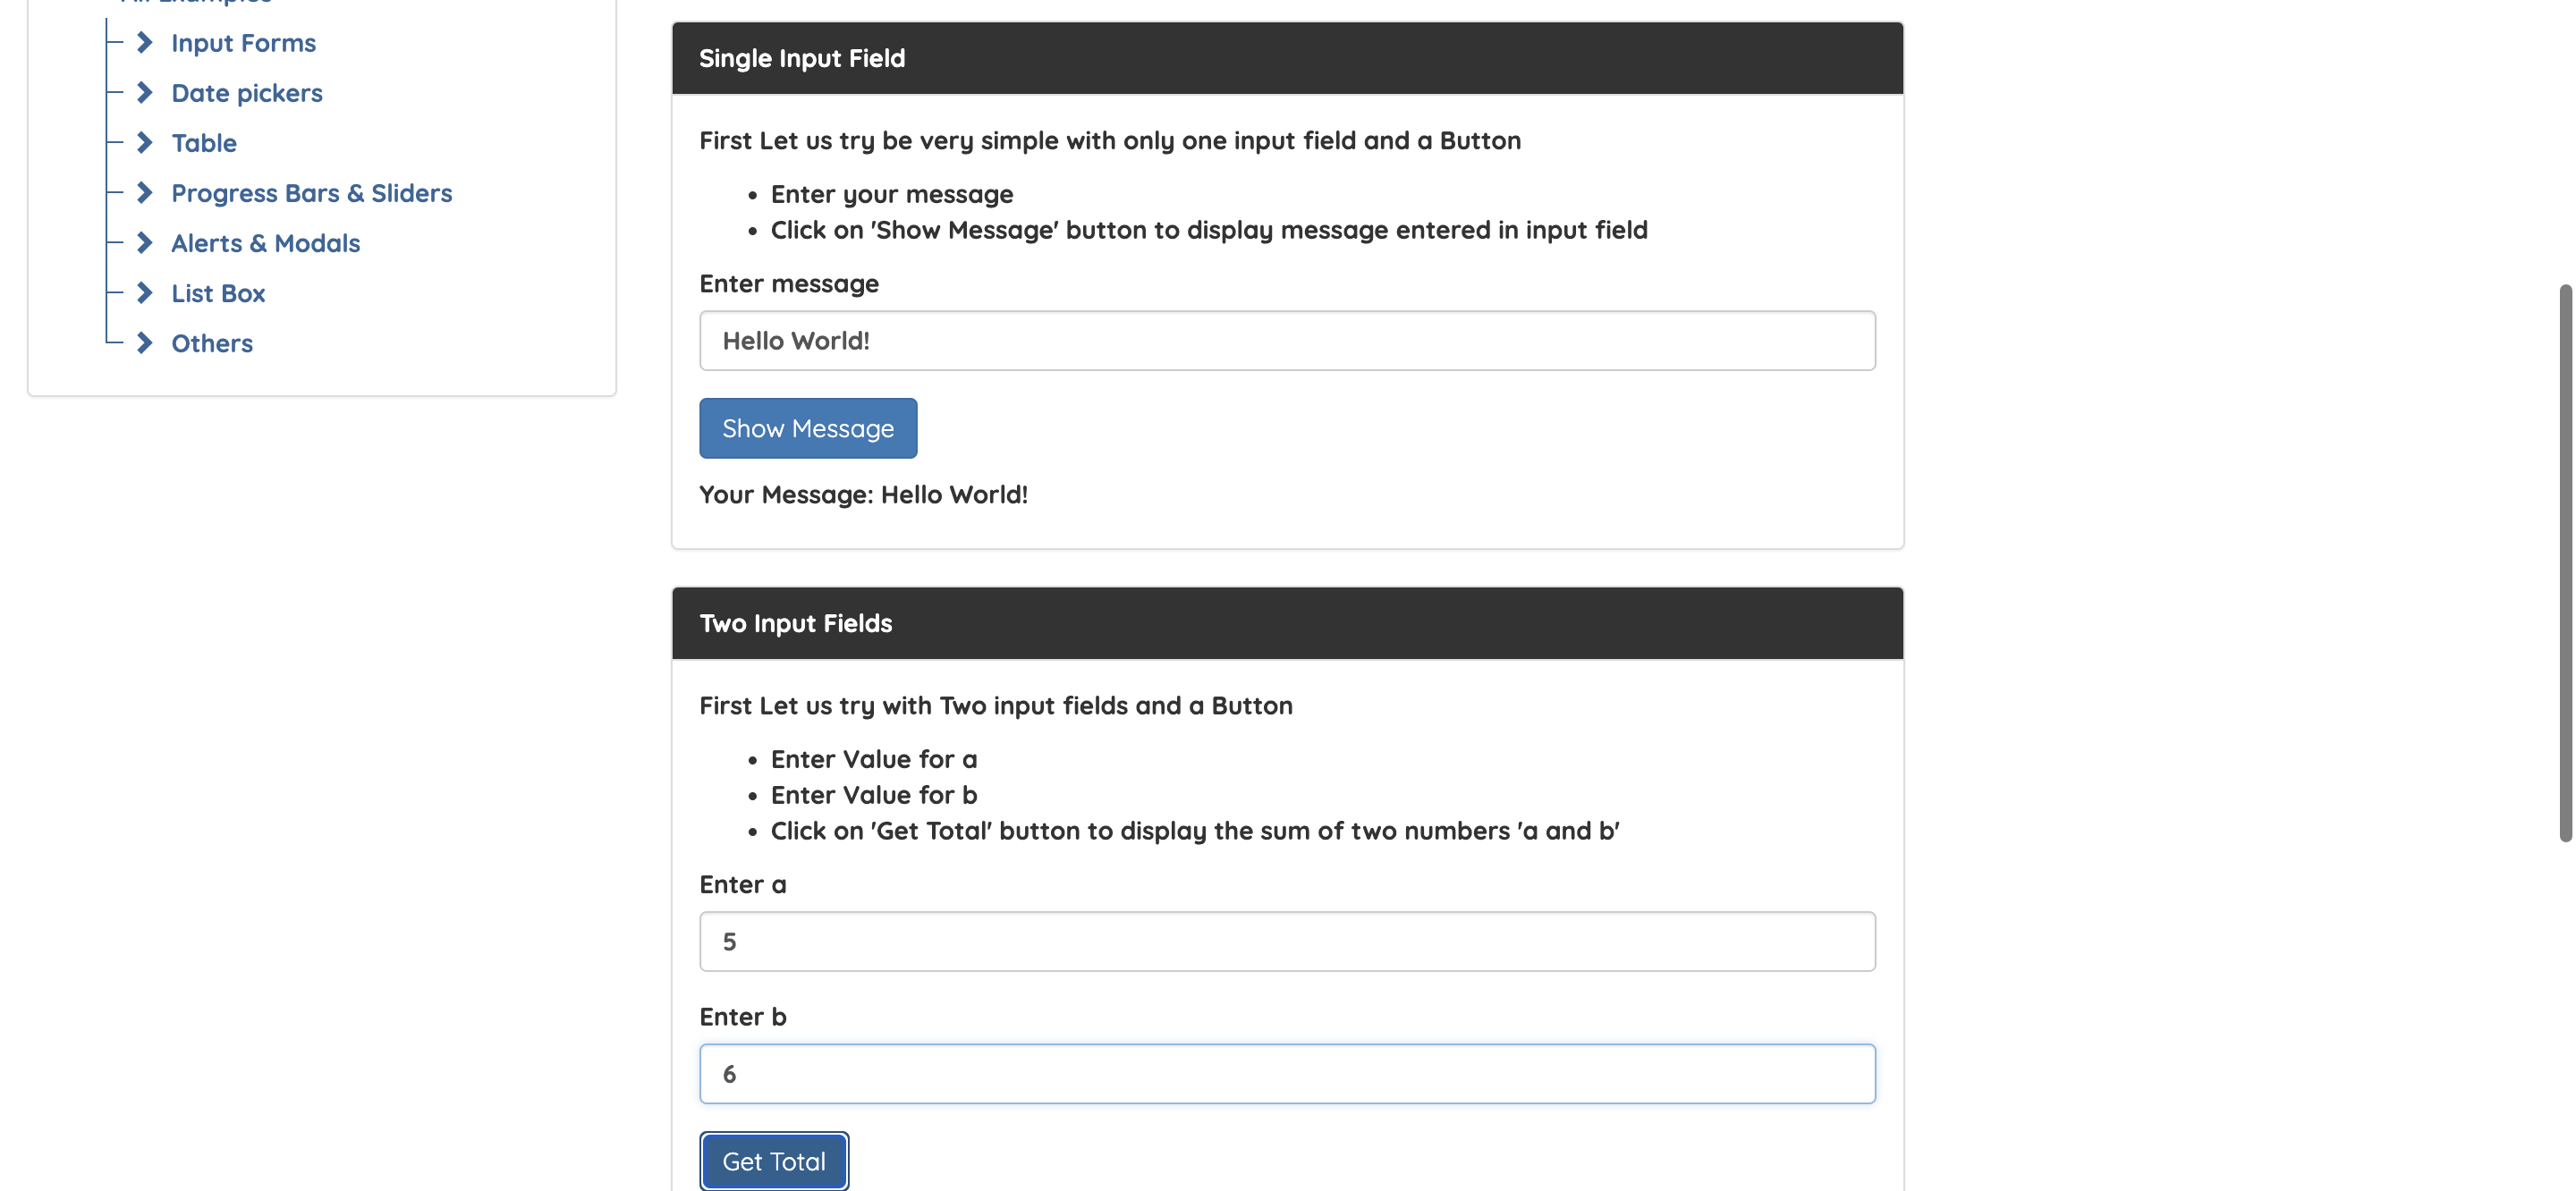 Input Forms
Date pickers
Table
Progress Bars & Sliders
Alerts & Modals
List Box
Others
Single Input Field
First Let us try be very simple with only one input field and a Button
Enter your message
Click on 'Show Message' button to display message entered in input field
Enter message
Hello World!
Show Message
Your Message: Hello World!
Two Input Fields
First Let us try with Two input fields and a Button
Enter Value for a
Enter Value for b
Click on 'Get Total' button to display the sum of two numbers 'a and b'
Enter a
5
Enter b
6
Get Total